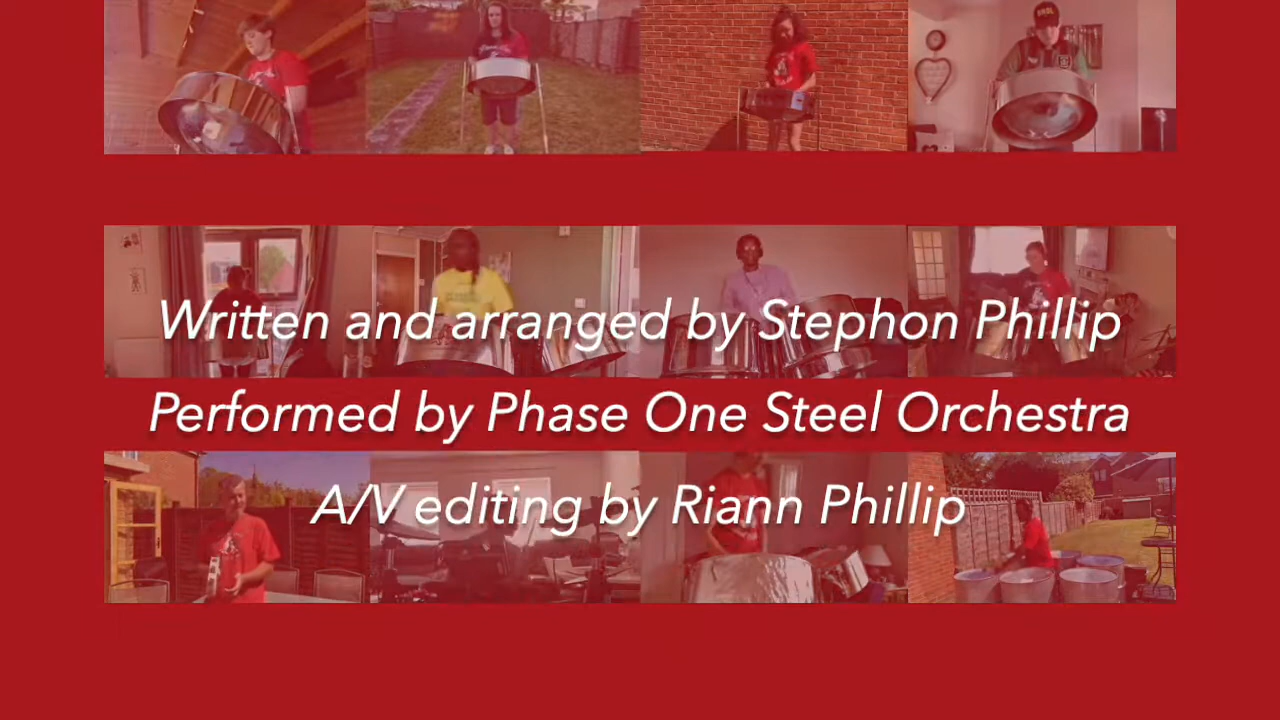 Written and arranged by Stephon Phillip
Performed by Phase One Steel Orchestra
A/V editing by Riann Phillip